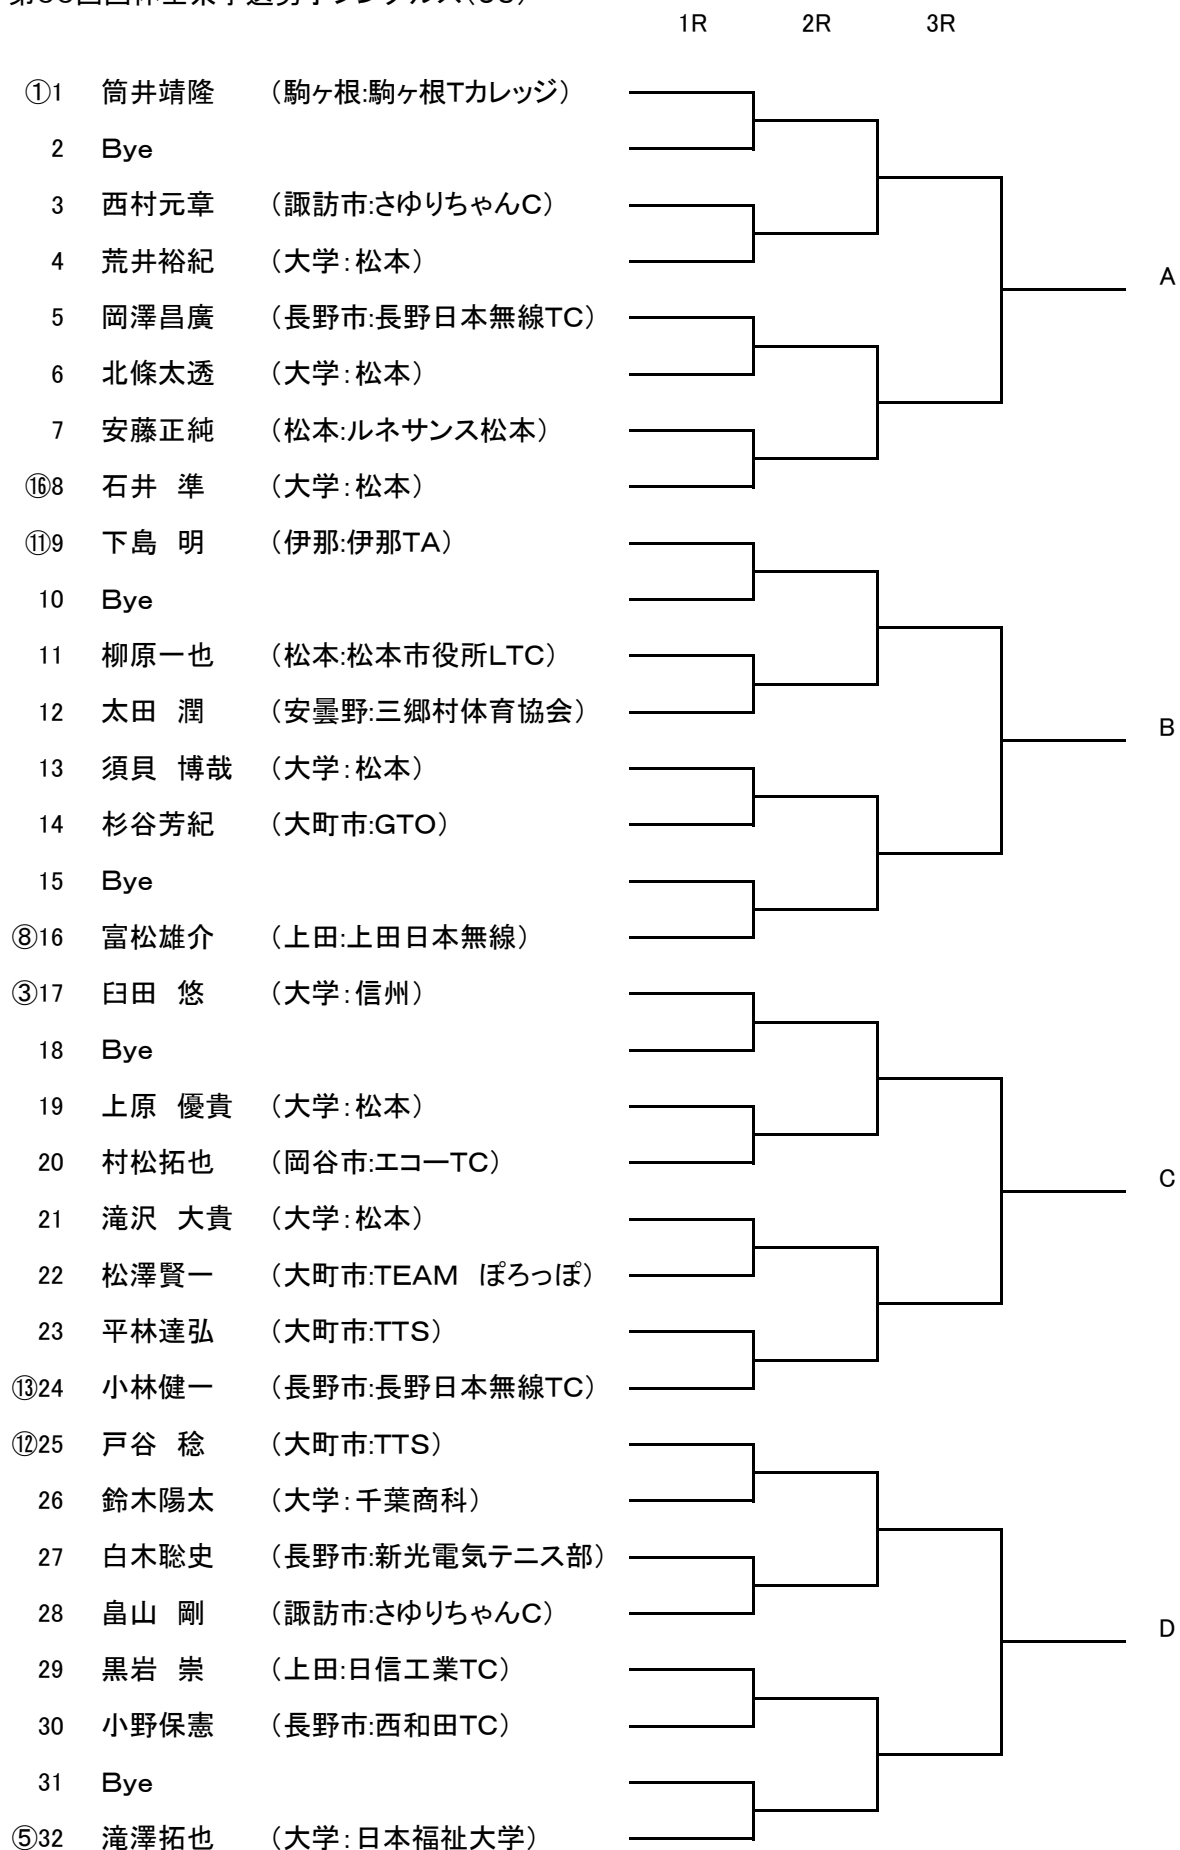 1R 2R 3R
①1 筒井靖隆 （駒ヶ根:駒ヶ根Tカレッジ）
2 Bye
3 西村元章 （諏訪市:さゆりちゃんC）
4 荒井裕紀 （大学：松本）
A
5 岡澤昌廣 （長野市:長野日本無線TC）
6 北條太透 （大学：松本）
7 安藤正純 （松本:ルネサンス松本）
⑯8 石井　準 （大学：松本）
⑪9 下島　明 （伊那:伊那TA）
10 Bye
11 柳原一也 （松本:松本市役所LTC）
12 太田　潤 （安曇野:三郷村体育協会）
B
13 須貝　博哉 （大学：松本）
14 杉谷芳紀 （大町市:GTO）
15 Bye
⑧16 富松雄介 （上田:上田日本無線）
③17 臼田　悠 （大学：信州）
18 Bye
19 上原　優貴 （大学：松本）
20 村松拓也 （岡谷市:エコーTC）
C
21 滝沢　大貴 （大学：松本）
22 松澤賢一 （大町市:TEAM　ぽろっぽ）
23 平林達弘 （大町市:TTS）
⑬24 小林健一 （長野市:長野日本無線TC）
⑫25 戸谷　稔 （大町市:TTS）
26 鈴木陽太 （大学：千葉商科）
27 白木聡史 （長野市:新光電気テニス部）
28 畠山　剛 （諏訪市:さゆりちゃんC）
D
29 黒岩　崇 （上田:日信工業TC）
30 小野保憲 （長野市:西和田TC）
31 Bye
⑤32 滝澤拓也 （大学：日本福祉大学）